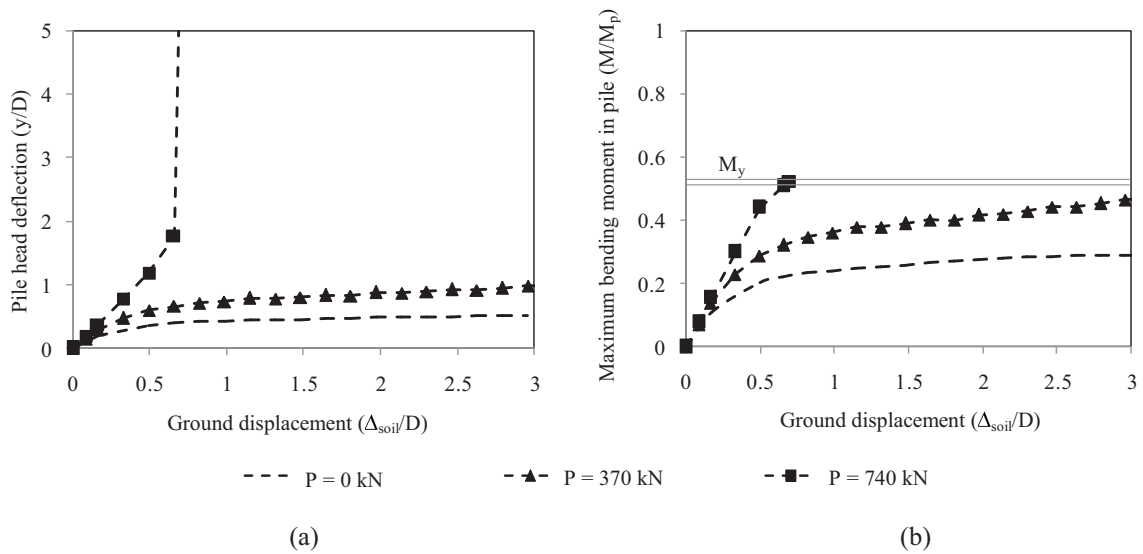 Pile head deflection (y/D)
5
4
3
2
1
0
0 0.5 1 1.5 2 2.5 3
Ground displacement (Δsoil/D)
Maximum bending moment in pile (M/Mp)
1
0.8
0.6
0.4
0.2
0
My
0 0.5 1 1.5 2 2.5 3
Ground displacement (Δsoil/D)
P = 0 kN P = 370 kN P = 740 kN
(a) (b)